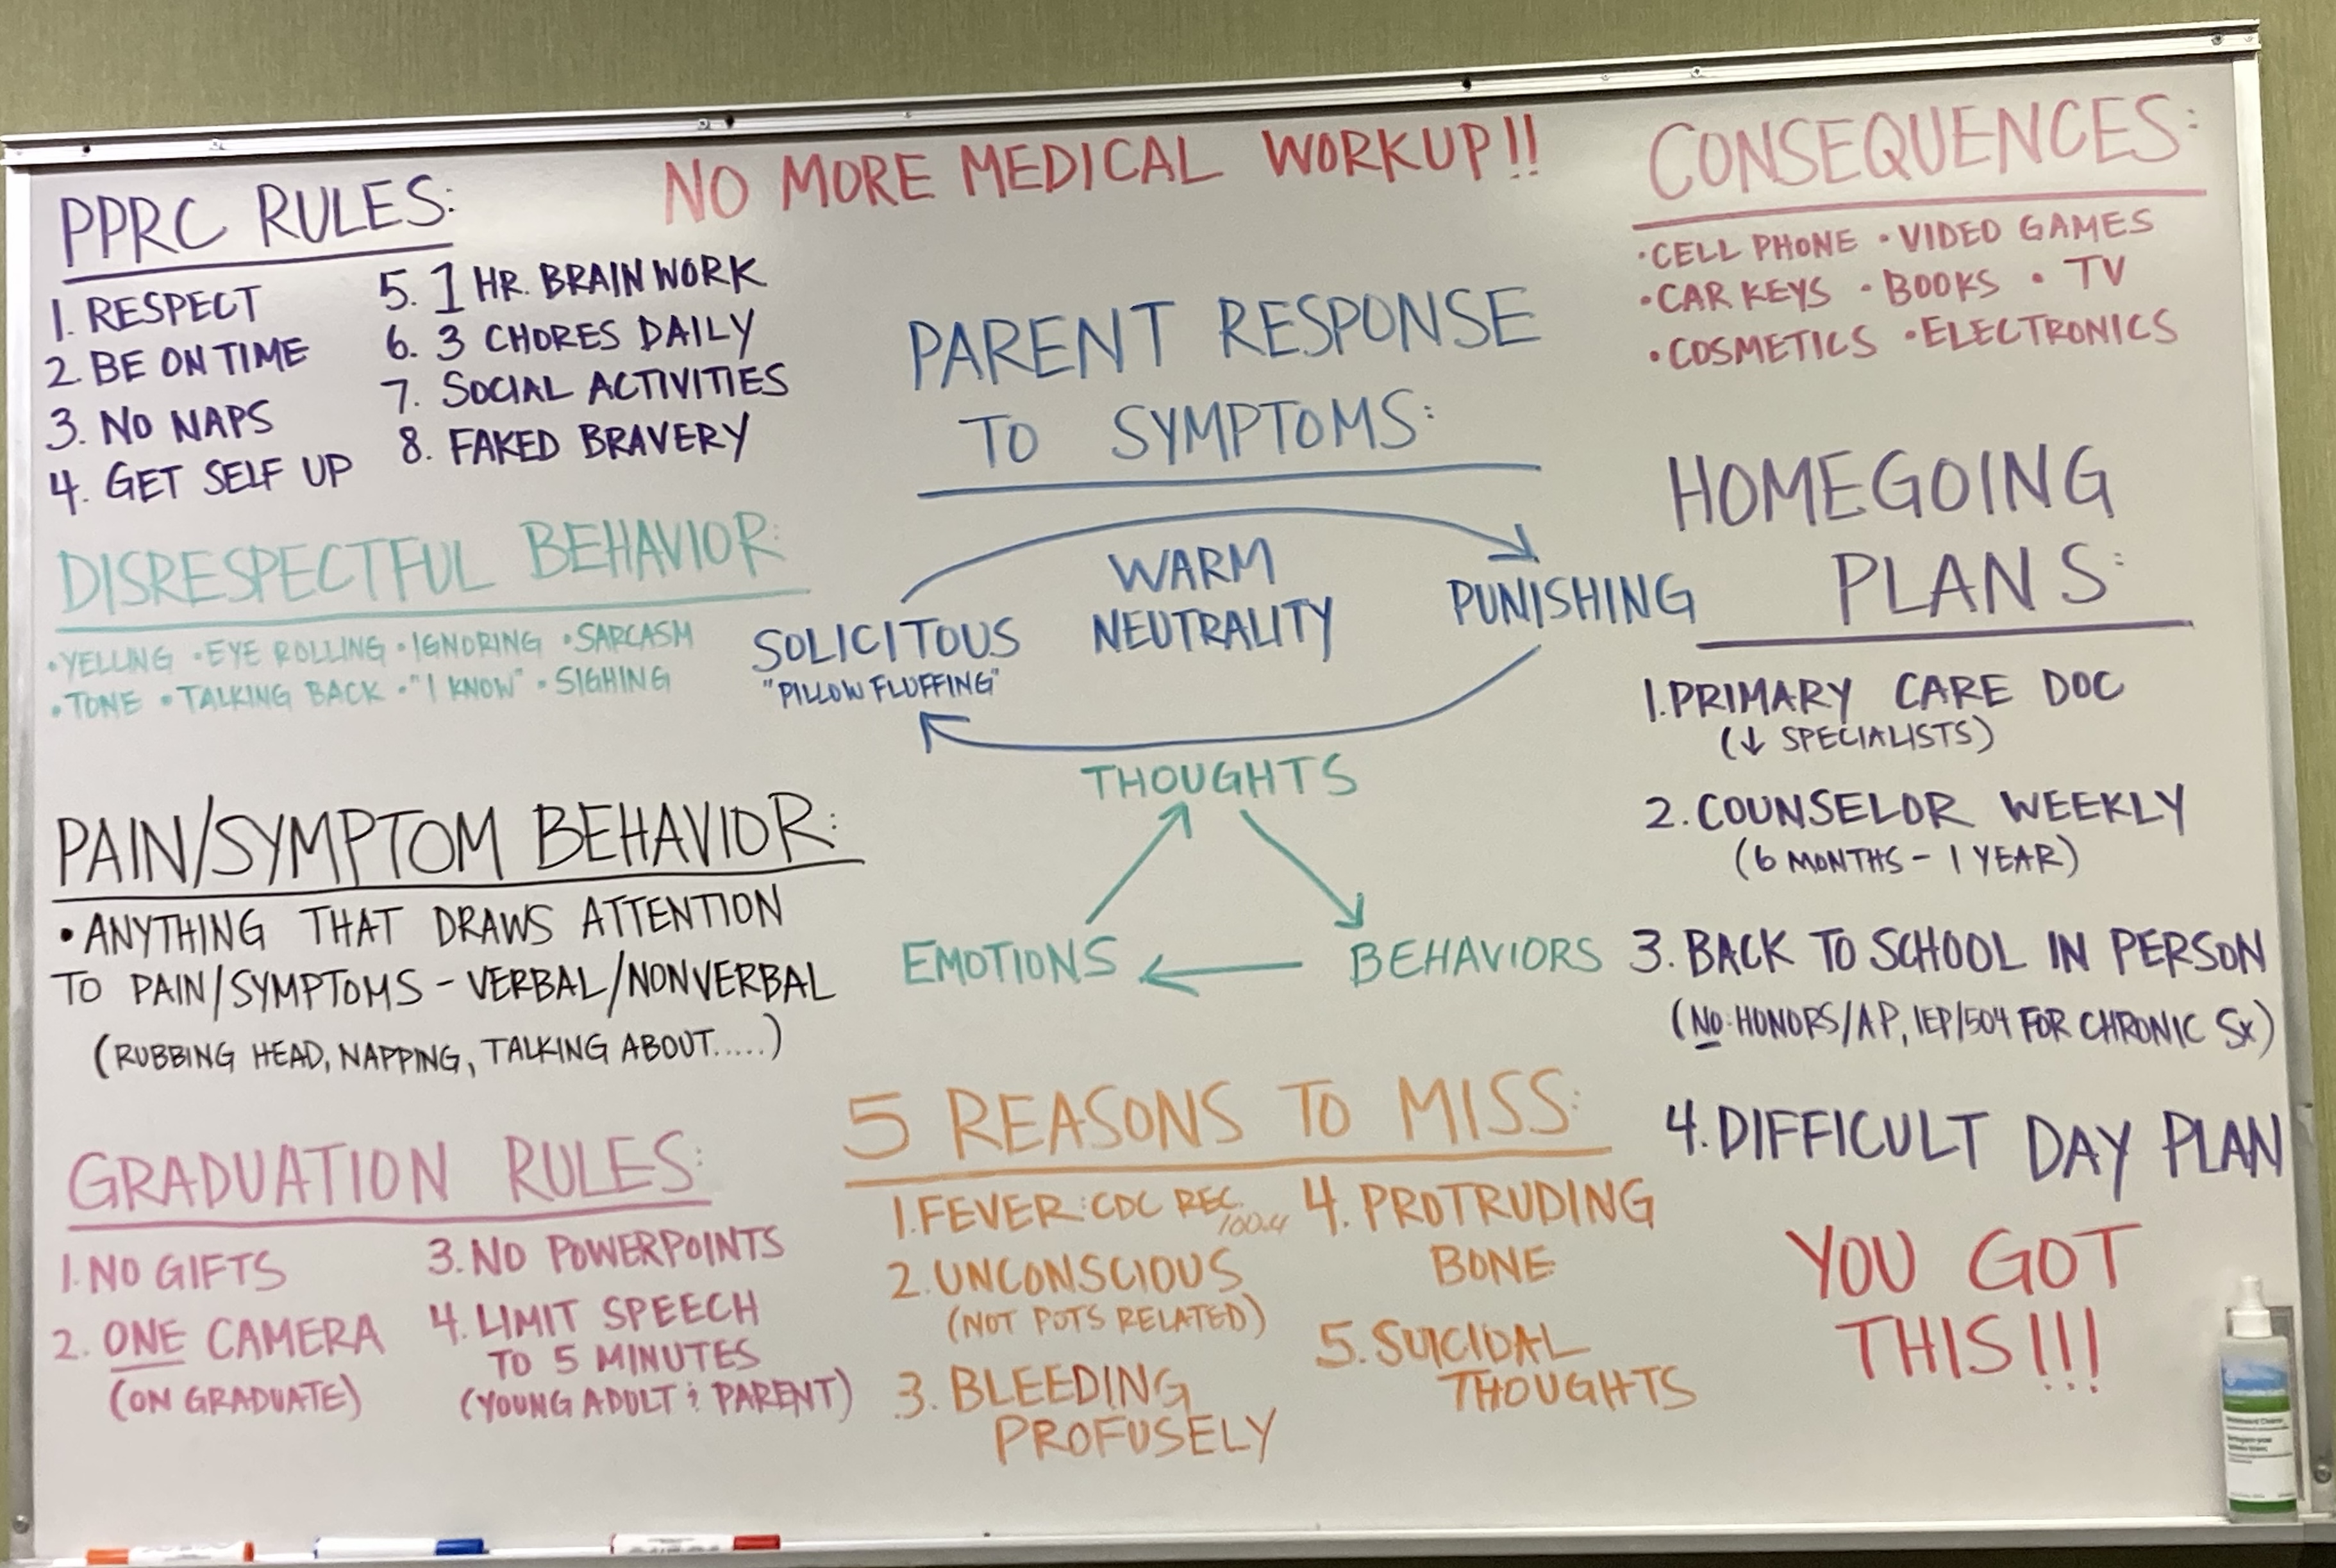 NO MORE MEDICAL WORKUP!!
PPRC RULES:
1. RESPECT
2. BE ON TIME
3. NO NAPS
4. GET SELF UP
5. 1 HR. BRAIN WORK
6. 3 CHORES DAILY
7. SOCIAL ACTIVITIES
8. FAKED BRAVERY
DISRESPECTFUL BEHAVIOR:
•YELLING •EYE ROLLING •IGNORING •SARCASM
•TONE •TALKING BACK •"I KNOW" •SIGHING
PAIN/SYMPTOM BEHAVIOR:
•ANYTHING THAT DRAWS ATTENTION
TO PAIN/SYMPTOMS - VERBAL/NONVERBAL
(RUBBING HEAD, NAPPING, TALKING ABOUT.....)
GRADUATION RULES:
1. NO GIFTS
2. ONE CAMERA
(ON GRADUATE)
3. NO POWERPOINTS
4. LIMIT SPEECH
TO 5 MINUTES
(YOUNG ADULT & PARENT)
PARENT RESPONSE
TO SYMPTOMS:
WARM
NEUTRALITY
SOLICITOUS
"PILLOW FLUFFING"
PUNISHING
THOUGHTS
EMOTIONS
BEHAVIORS
5 REASONS TO MISS:
1. FEVER: CDC REC.
100.4
2. UNCONSCIOUS
(NOT POTS RELATED)
3. BLEEDING
PROFUSELY
4. PROTRUDING
BONE
5. SUICIDAL
THOUGHTS
CONSEQUENCES:
•CELL PHONE •VIDEO GAMES
•CAR KEYS •BOOKS •TV
•COSMETICS •ELECTRONICS
HOMEGOING
PLANS:
1. PRIMARY CARE DOC
(↓ SPECIALISTS)
2. COUNSELOR WEEKLY
(6 MONTHS - 1 YEAR)
3. BACK TO SCHOOL IN PERSON
(NO: HONORS/AP, IEP/504 FOR CHRONIC SX)
4. DIFFICULT DAY PLAN
YOU GOT
THIS!!!